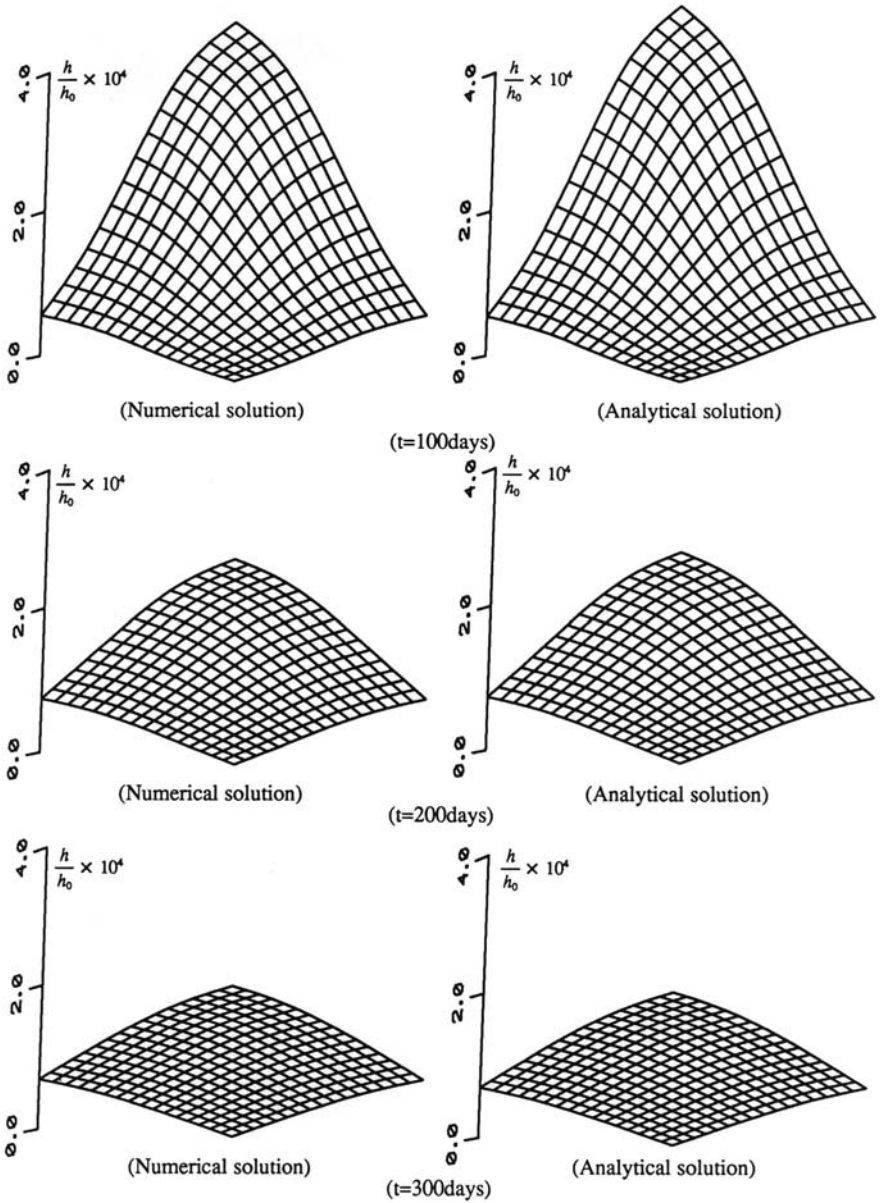 4.0 h/h₀ × 10⁴ 4.0 h/h₀ × 10⁴
2.0 2.0
0.0 0.0
(Numerical solution) (Analytical solution)
(t=100days)
4.0 h/h₀ × 10⁴ 4.0 h/h₀ × 10⁴
2.0 2.0
0.0 0.0
(Numerical solution) (Analytical solution)
(t=200days)
4.0 h/h₀ × 10⁴ 4.0 h/h₀ × 10⁴
2.0 2.0
0.0 0.0
(Numerical solution) (Analytical solution)
(t=300days)